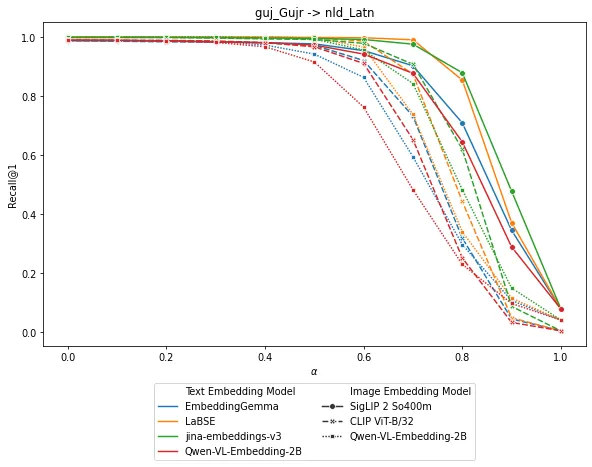 guj_Gujr -> nld_Latn
Recall@1
1.0
0.8
0.6
0.4
0.2
0.0
0.0 0.2 0.4 0.6 0.8 1.0
α
Text Embedding Model
EmbeddingGemma
LaBSE
jina-embeddings-v3
Qwen-VL-Embedding-2B
Image Embedding Model
SigLIP 2 So400m
CLIP ViT-B/32
Qwen-VL-Embedding-2B